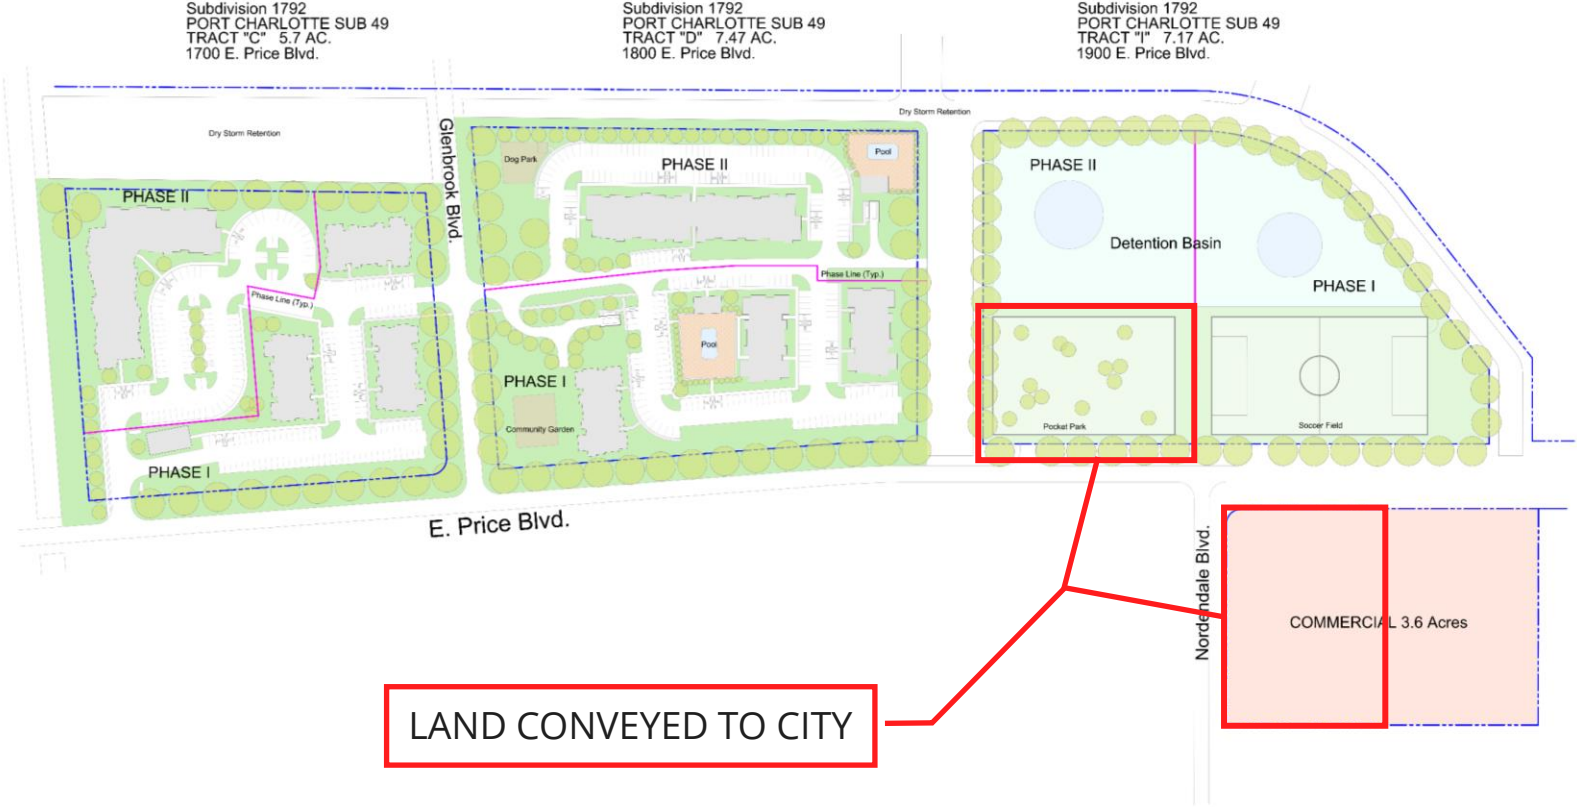 Subdivision 1792
PORT CHARLOTTE SUB 49
TRACT "C" 5.7 AC.
1700 E. Price Blvd.
Subdivision 1792
PORT CHARLOTTE SUB 49
TRACT "D" 7.47 AC.
1800 E. Price Blvd.
Subdivision 1792
PORT CHARLOTTE SUB 49
TRACT "I" 7.17 AC.
1900 E. Price Blvd.
Dry Storm Retention
Glenbrook Blvd.
Dry Storm Retention
PHASE II
Phase Line (Typ.)
PHASE I
Dog Park
PHASE II
Pool
Phase Line (Typ.)
Pool
PHASE I
Community Garden
PHASE II
Detention Basin
PHASE I
Pocket Park
Soccer Field
E. Price Blvd.
Nordendale Blvd.
COMMERCIAL 3.6 Acres
LAND CONVEYED TO CITY